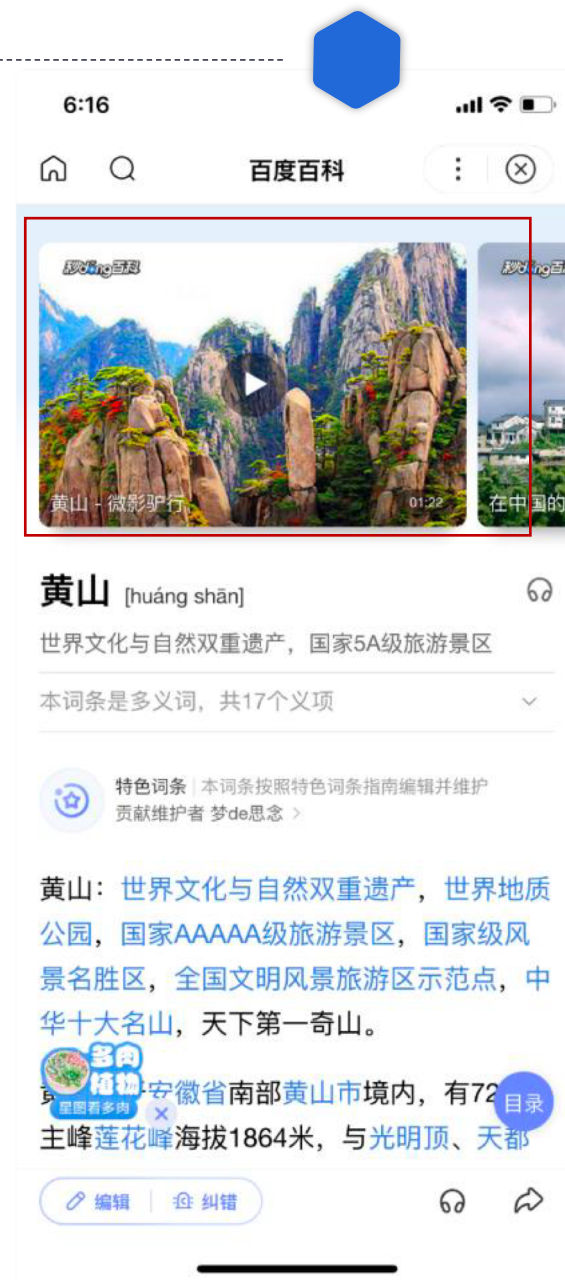 6:16
百度百科
秒懂ng百科
秒懂ng百
黄山 - 微影驴行
01:22
在中国的
黄山 [huáng shān]
世界文化与自然双重遗产，国家5A级旅游景区
本词条是多义词，共17个义项
特色词条 | 本词条按照特色词条指南编辑并维护
贡献维护者 梦de思念 >
黄山：世界文化与自然双重遗产，世界地质
公园，国家AAAAA级旅游景区，国家级风
景名胜区，全国文明风景旅游区示范点，中
华十大名山，天下第一奇山。
多肉
植物
星图看多肉
安徽省南部黄山市境内，有72
目录
主峰莲花峰海拔1864米，与光明顶、天都
编辑 | 纠错